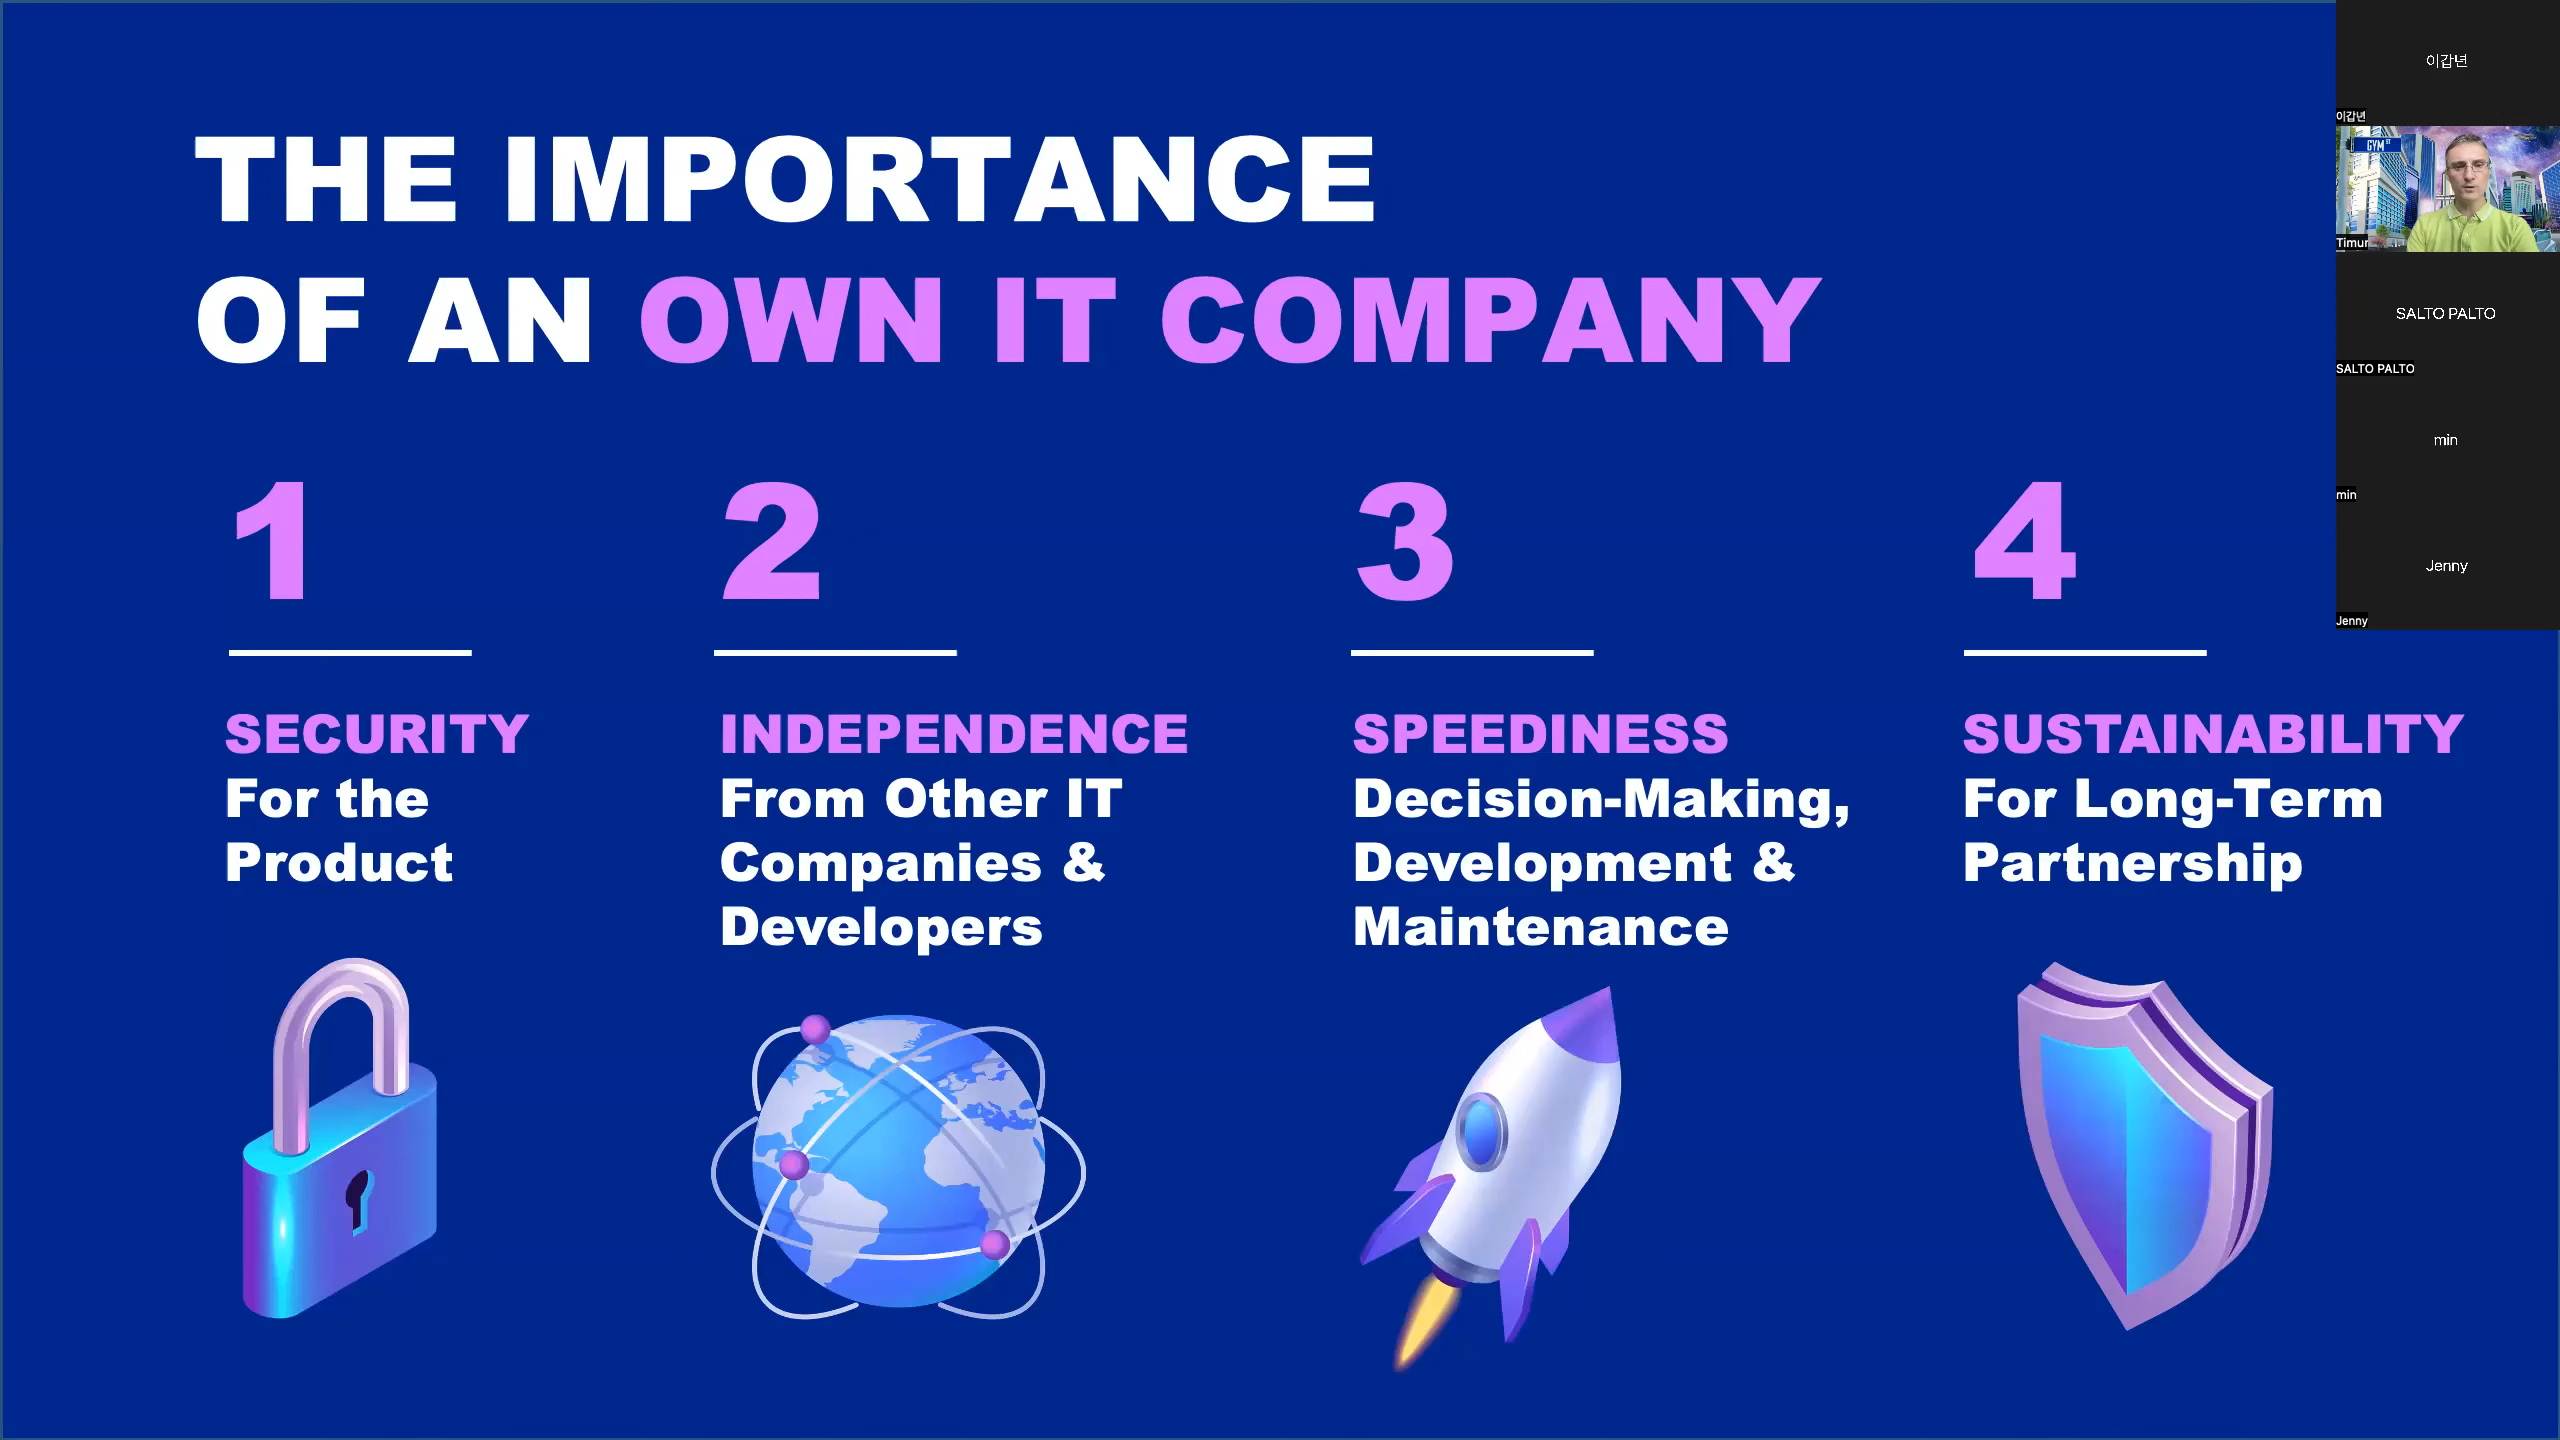 THE IMPORTANCE
OF AN OWN IT COMPANY
1
SECURITY
For the
Product
2
INDEPENDENCE
From Other IT
Companies &
Developers
3
SPEEDINESS
Decision-Making,
Development &
Maintenance
4
SUSTAINABILITY
For Long-Term
Partnership
이갑년
이갑년
GYM ST
Timur
SALTO PALTO
SALTO PALTO
min
min
Jenny
Jenny